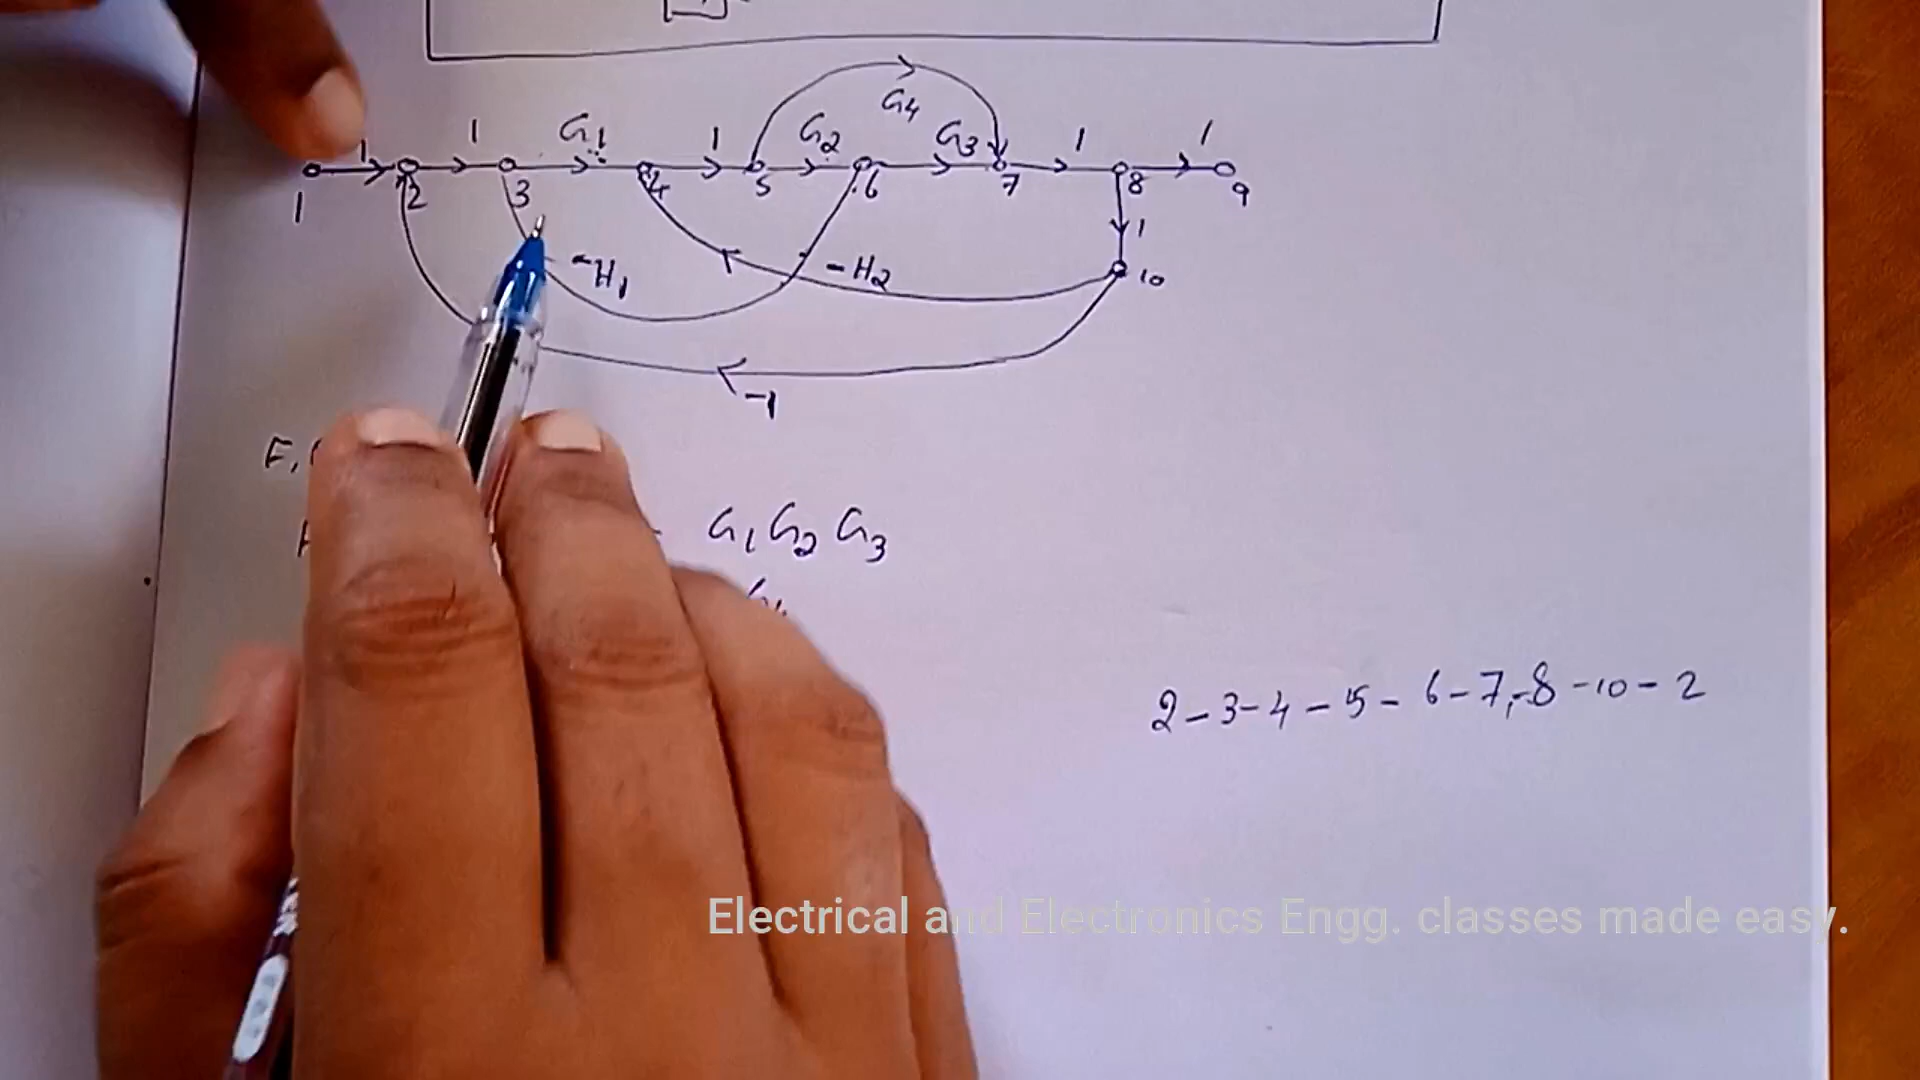 G4
1 1 G1 1 G2 G3 1 1
1 2 3 4 5 6 7 8 9
1
-H1 -H2 10
-1
G1 G2 G3
2-3-4-5-6-7,-8-10-2
Electrical and Electronics Engg. classes made easy.